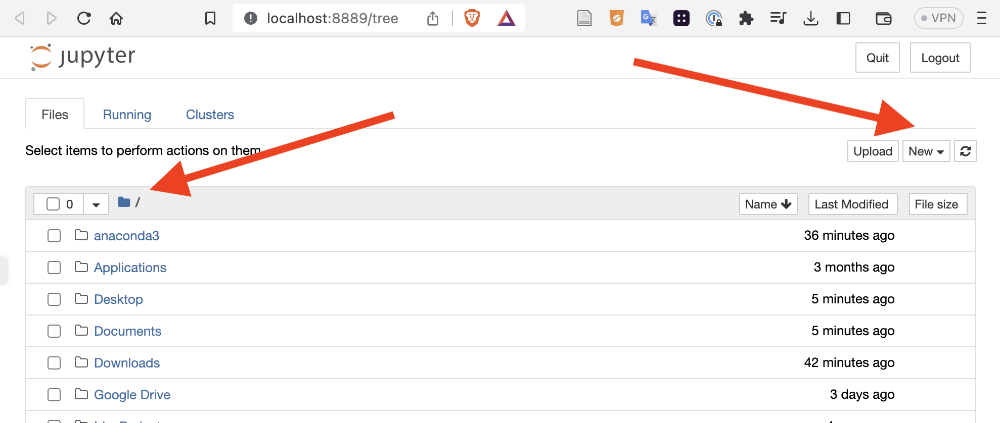 localhost:8889/tree
VPN
jupyter
Quit
Logout
Files
Running
Clusters
Select items to perform actions on them
Upload
New
0
/
Name
Last Modified
File size
anaconda3
36 minutes ago
Applications
3 months ago
Desktop
5 minutes ago
Documents
5 minutes ago
Downloads
42 minutes ago
Google Drive
3 days ago